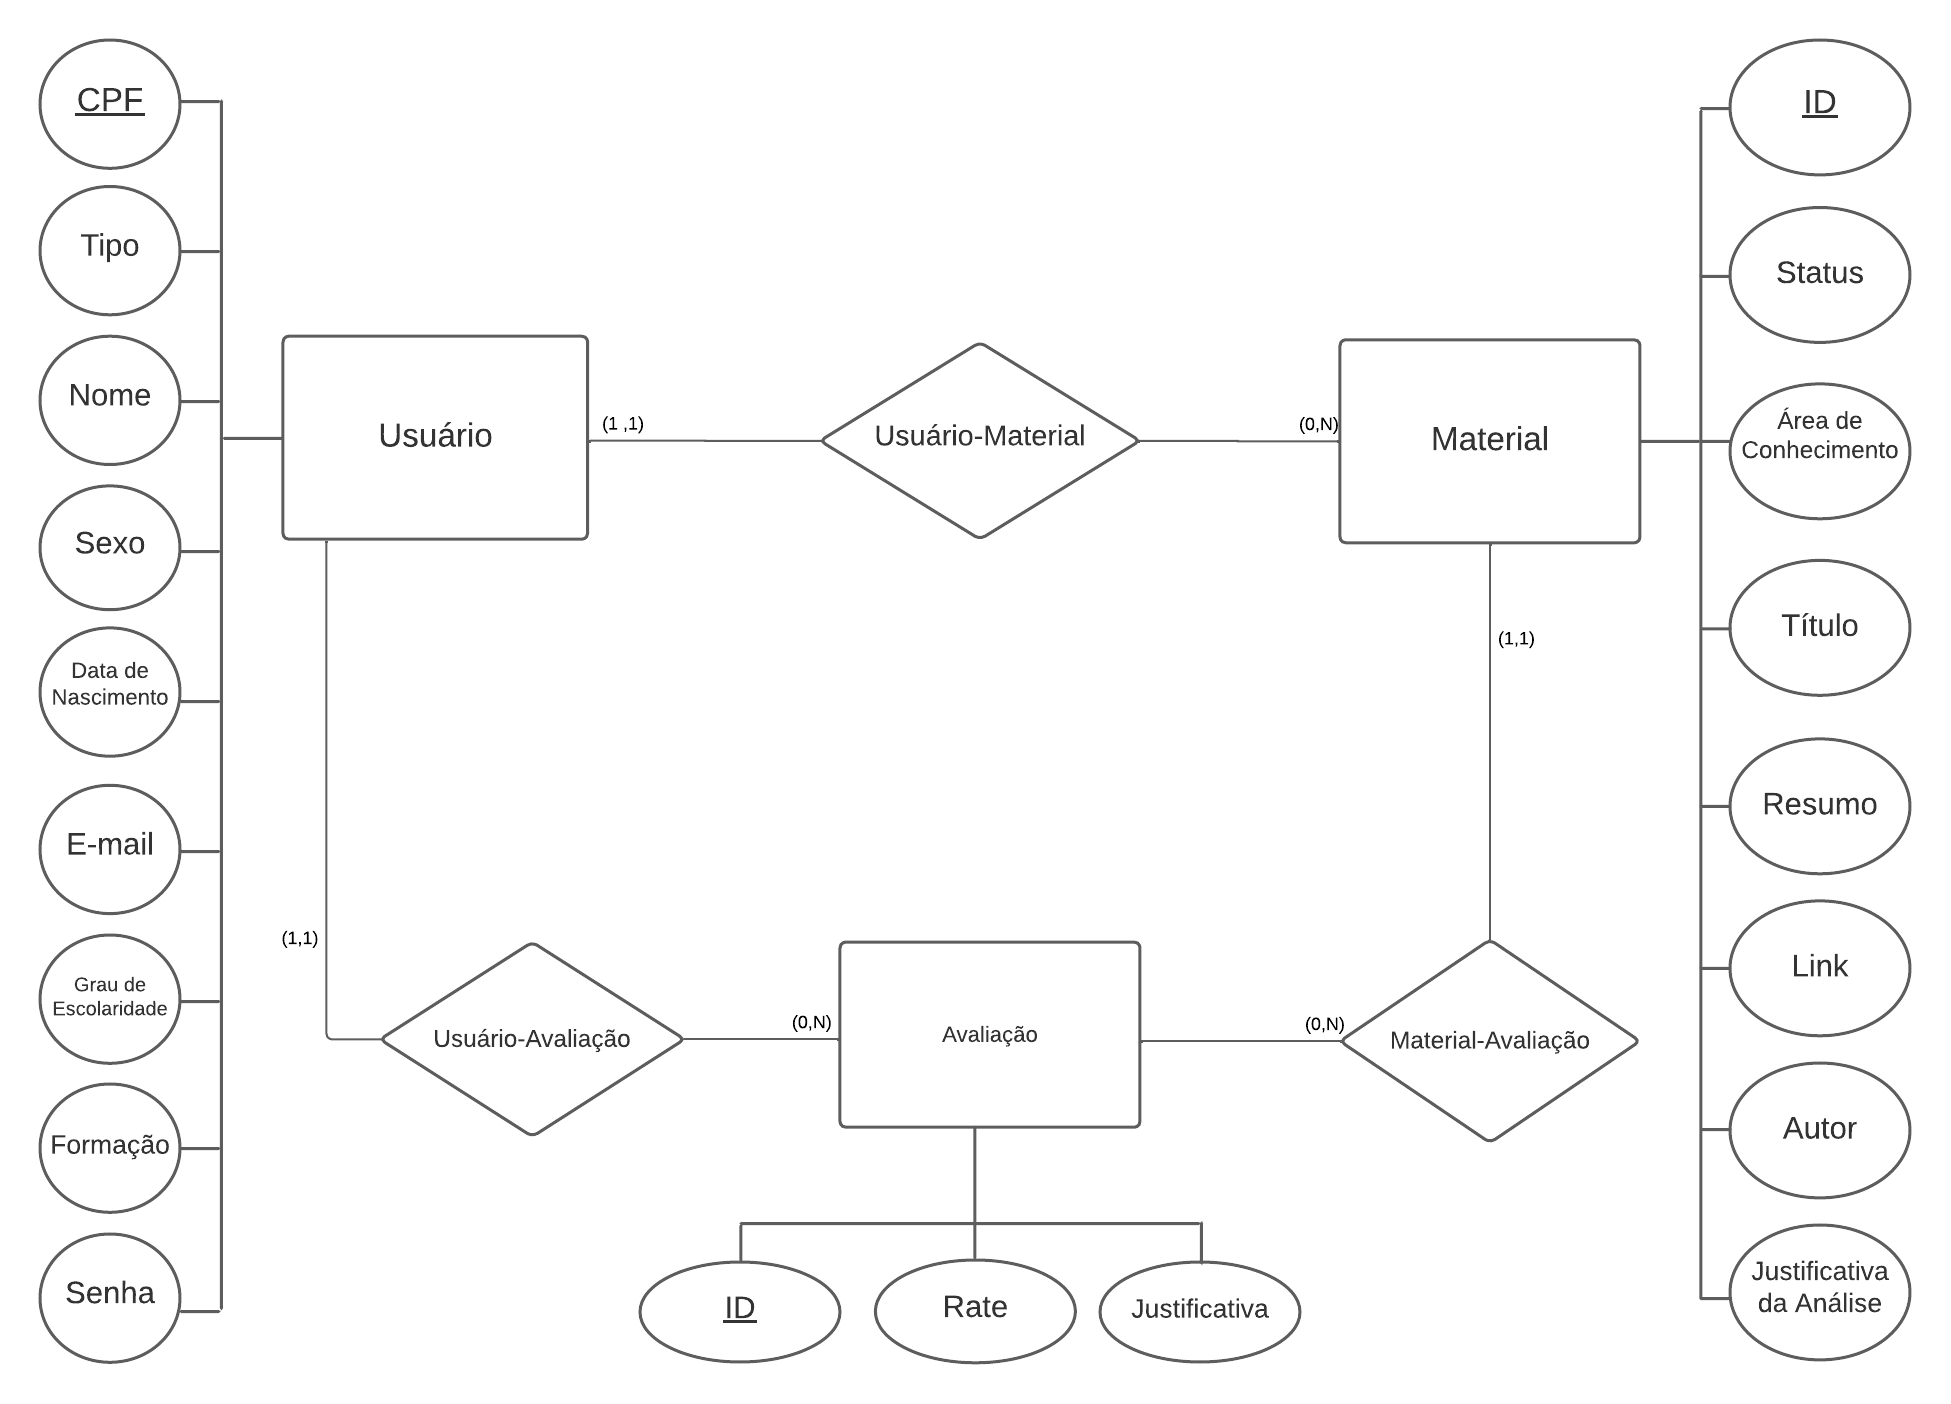 CPF
Tipo
Nome
Sexo
Data de
Nascimento
E-mail
Grau de
Escolaridade
Formação
Senha
Usuário
(1 ,1)
Usuário-Material
(0,N)
Material
ID
Status
Área de
Conhecimento
Título
Resumo
Link
Autor
Justificativa
da Análise
(1,1)
(1,1)
Usuário-Avaliação
(0,N)
Avaliação
(0,N)
Material-Avaliação
ID
Rate
Justificativa